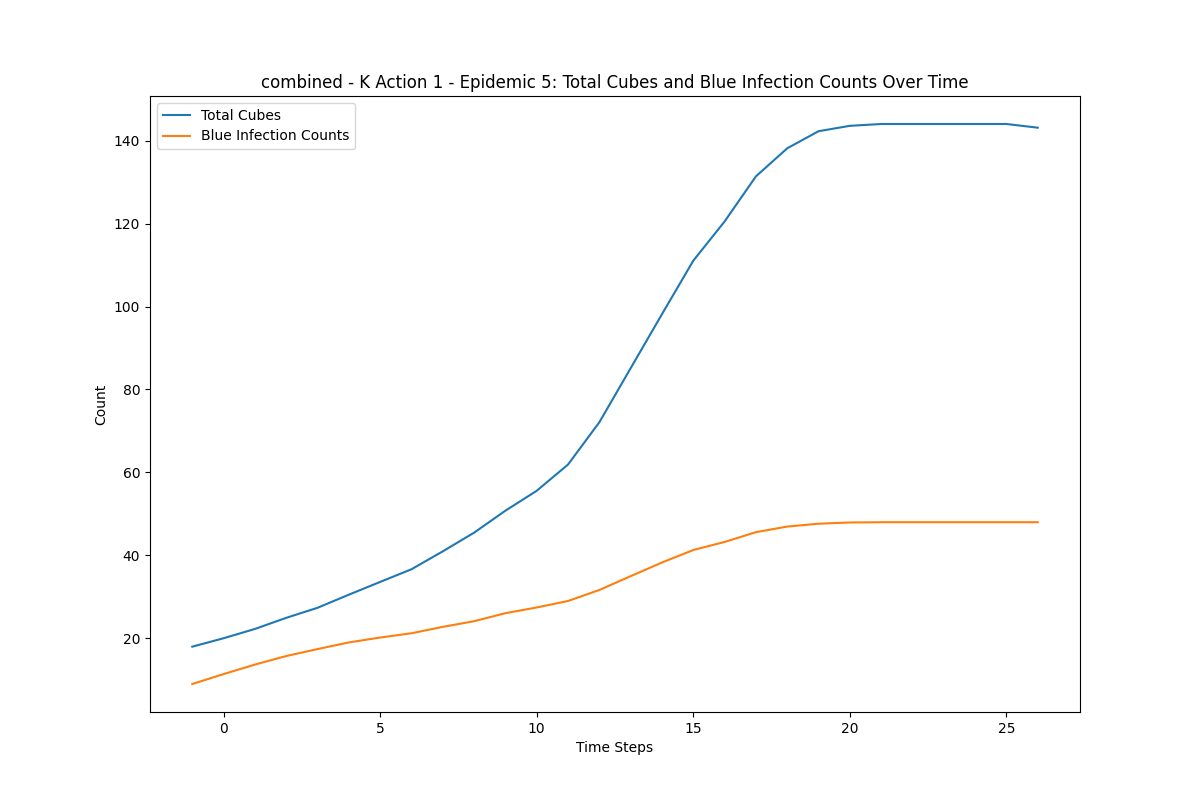 combined - K Action 1 - Epidemic 5: Total Cubes and Blue Infection Counts Over Time
Total Cubes
Blue Infection Counts
140
120
100
80
60
40
20
Count
0 5 10 15 20 25
Time Steps